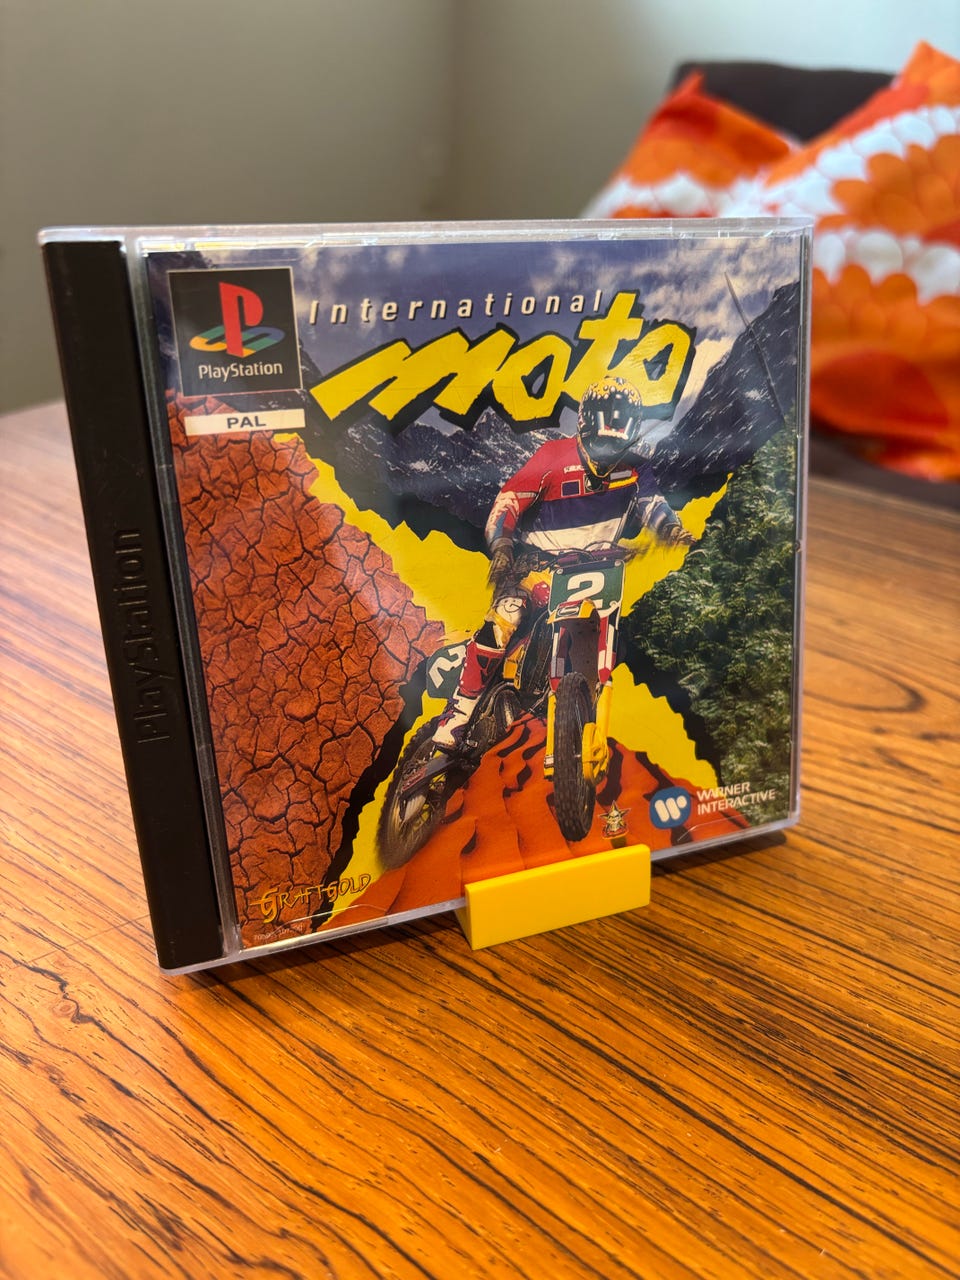 PlayStation
PAL
International
moto
2
2
WARNER
INTERACTIVE
GRAFTGOLD
PlayStation